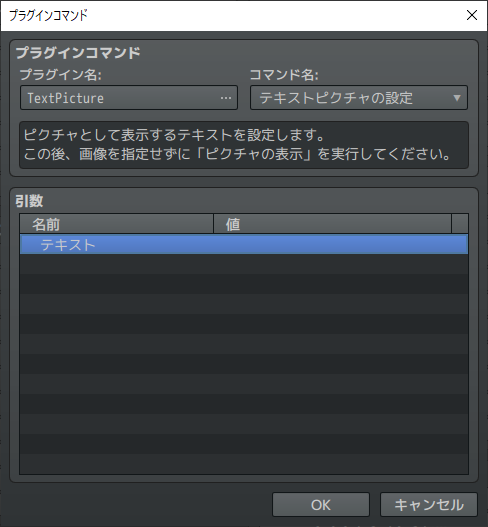 プラグインコマンド
プラグインコマンド
プラグイン名:
コマンド名:
TextPicture ...
テキストピクチャの設定
ピクチャとして表示するテキストを設定します。
この後、画像を指定せずに「ピクチャの表示」を実行してください。
引数
名前 値
テキスト
OK キャンセル